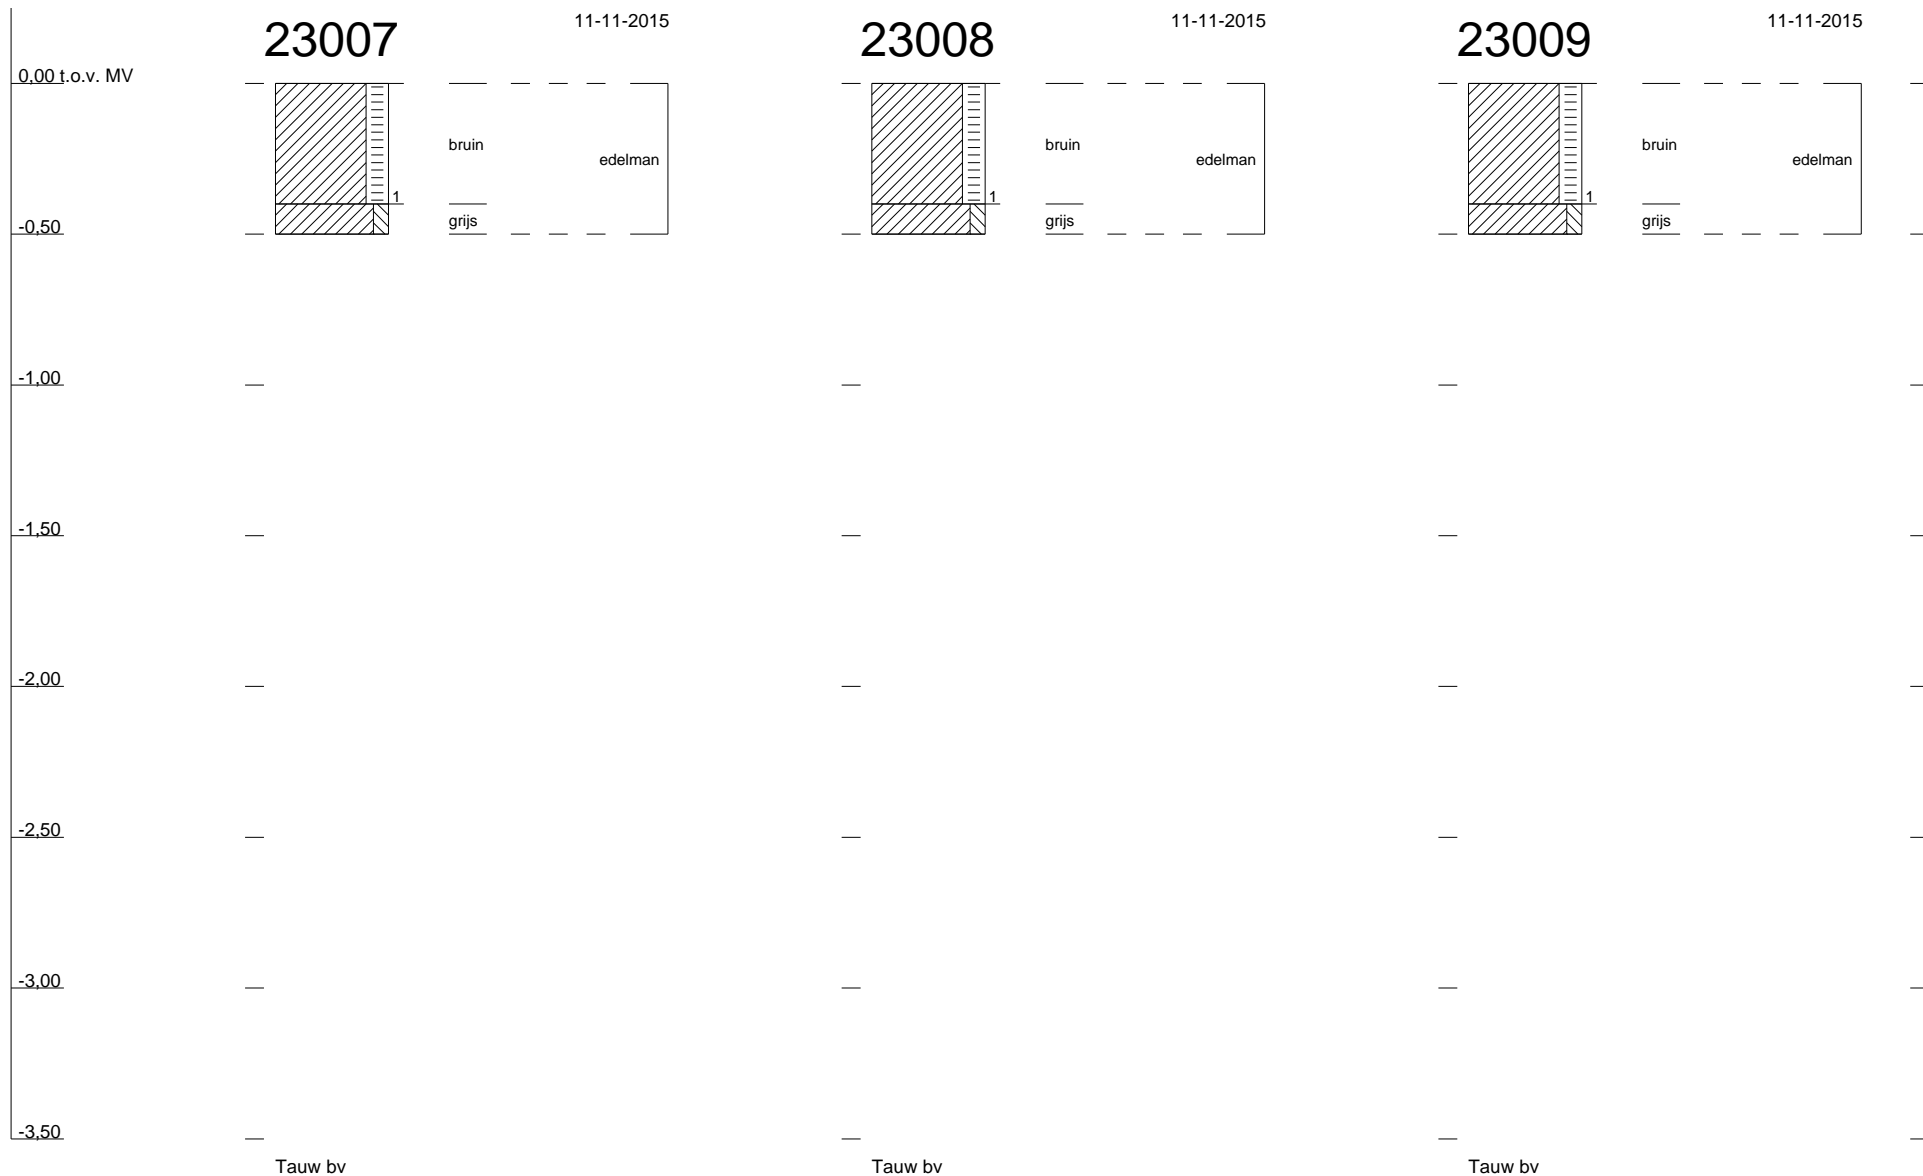 23007 11-11-2015 23008 11-11-2015 23009 11-11-2015
0,00 t.o.v. MV
bruin bruin bruin
edelman edelman edelman
1 1 1
grijs grijs grijs
-0,50
-1,00
-1,50
-2,00
-2,50
-3,00
-3,50
Tauw bv Tauw bv Tauw bv